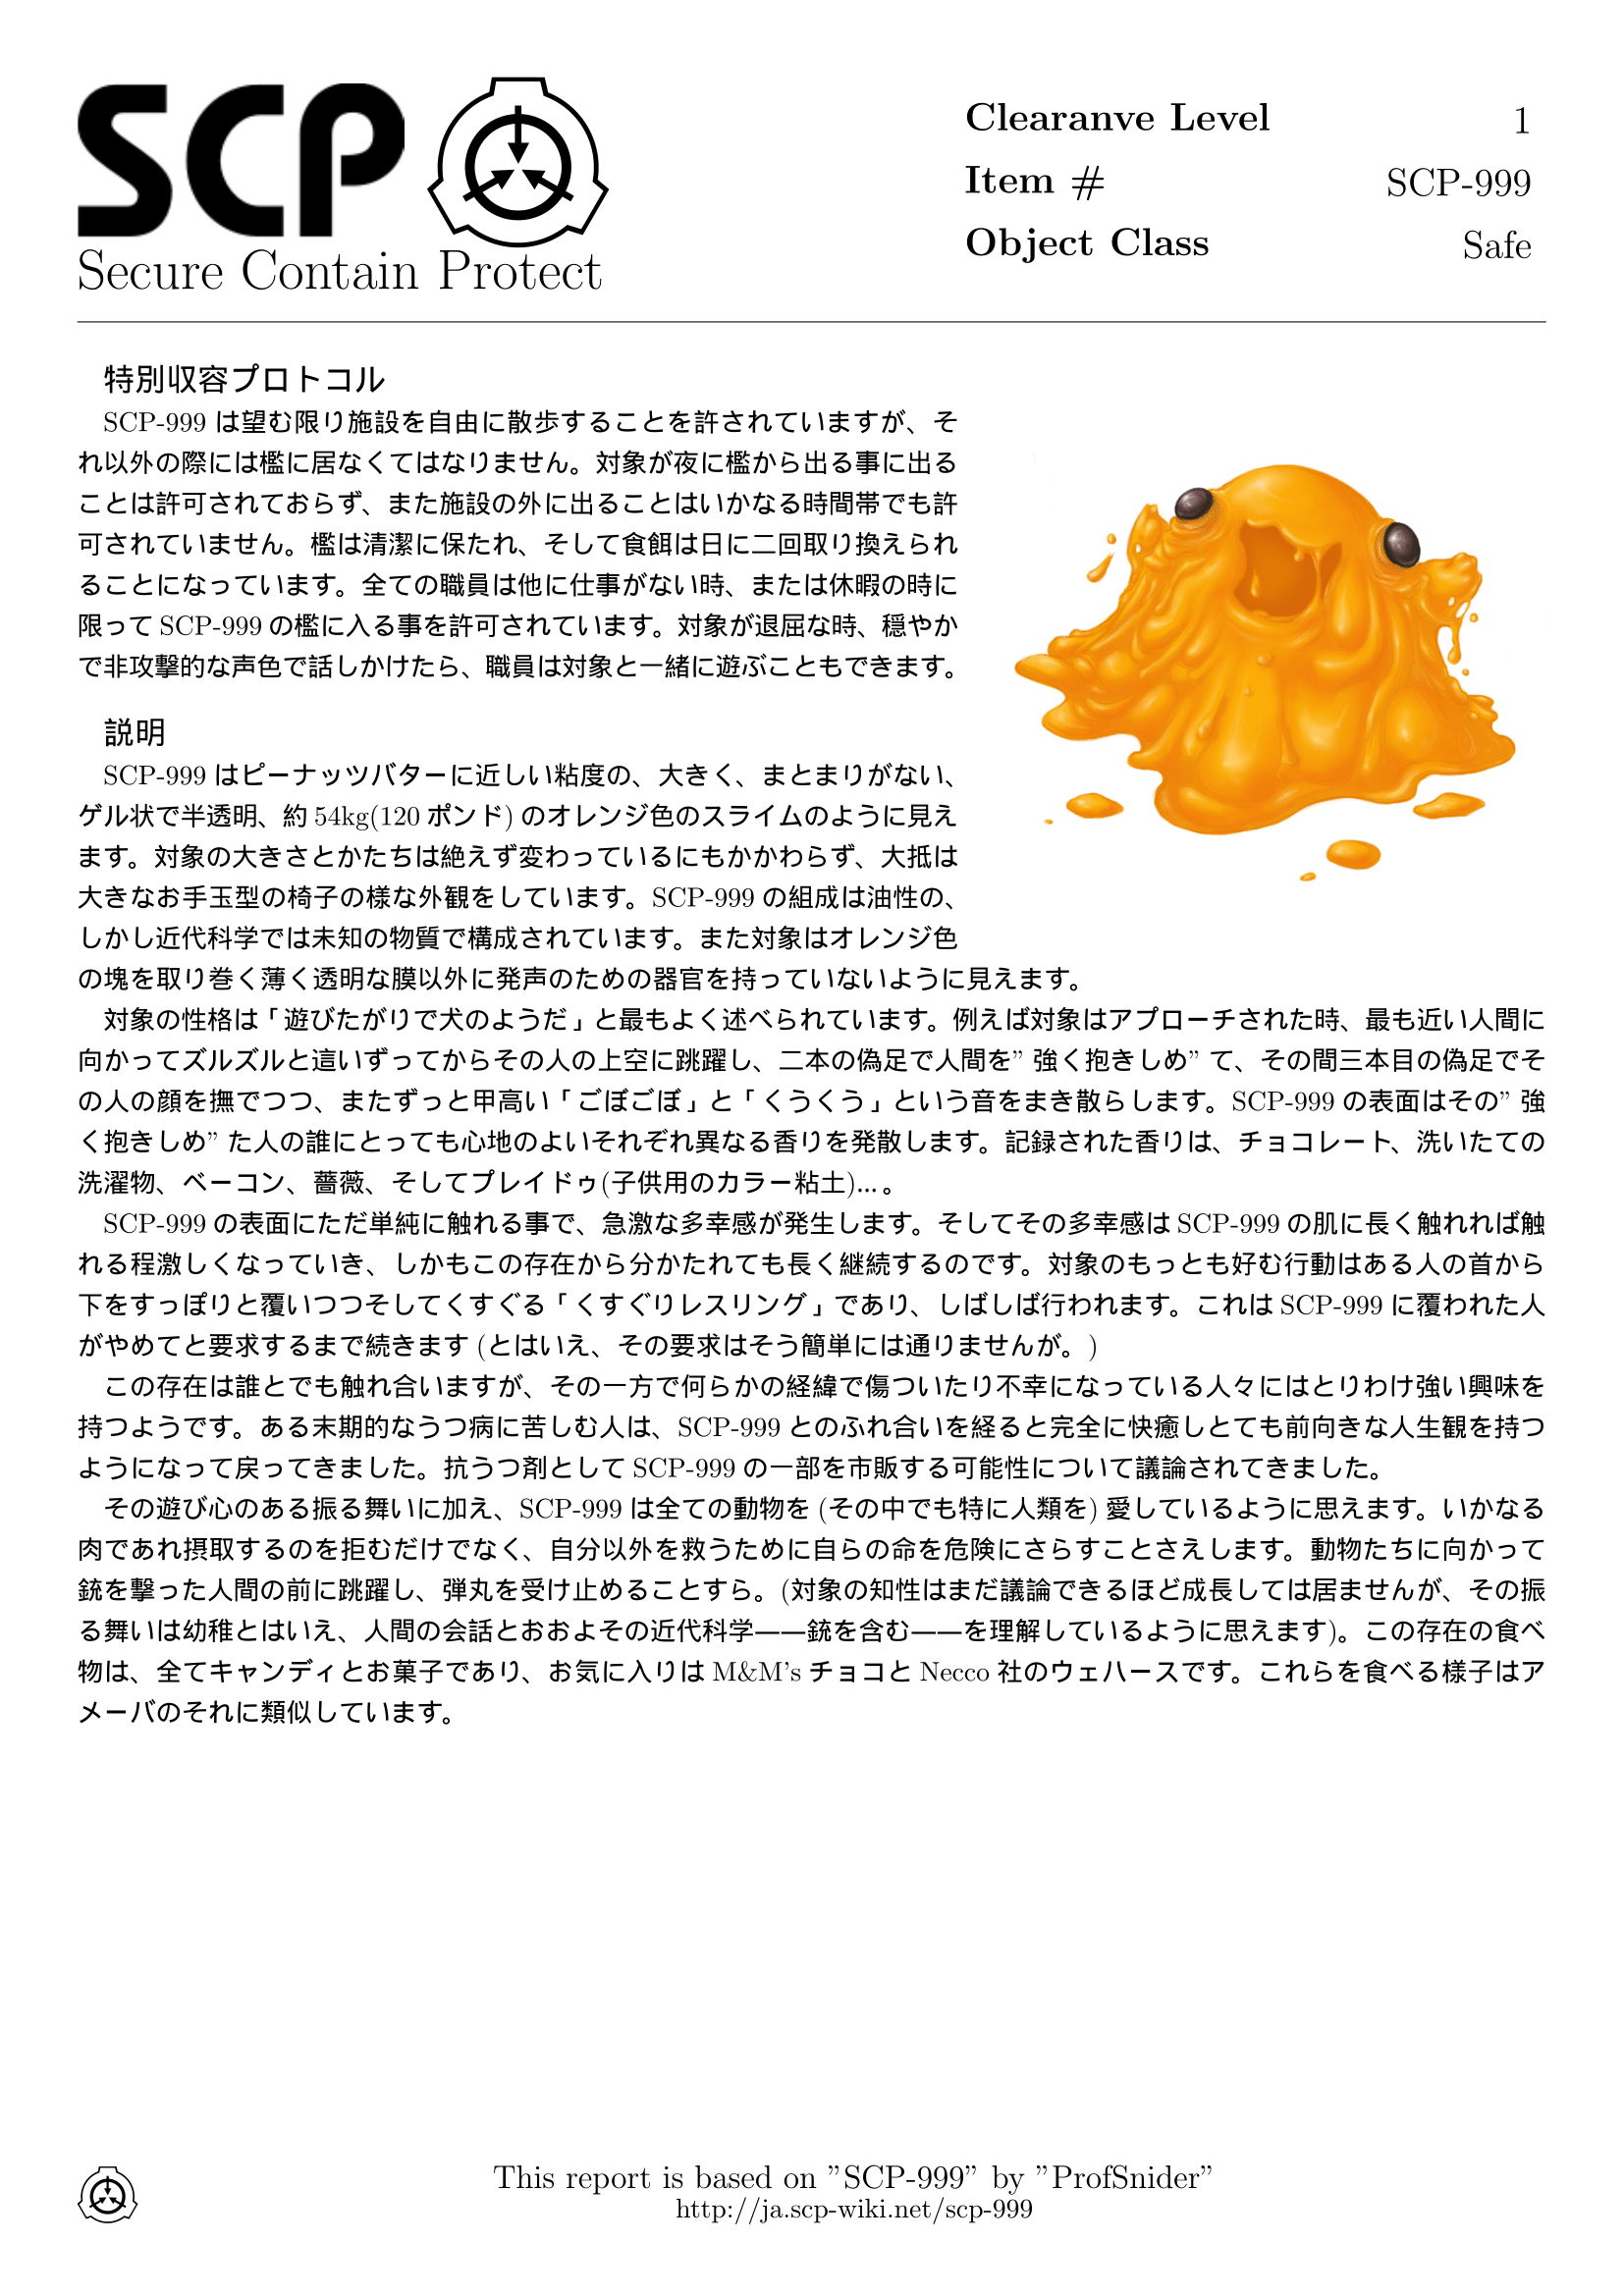 SCP
Secure Contain Protect
Clearanve Level 1
Item # SCP-999
Object Class Safe
特別収容プロトコル
SCP-999 は望む限り施設を自由に散歩することを許されていますが、そ
れ以外の際には檻に居なくてはなりません。対象が夜に檻から出る事に出る
ことは許可されておらず、また施設の外に出ることはいかなる時間帯でも許
可されていません。檻は清潔に保たれ、そして食餌は日に二回取り換えられ
ることになっています。全ての職員は他に仕事がない時、または休暇の時に
限って SCP-999 の檻に入る事を許可されています。対象が退屈な時、穏やか
で非攻撃的な声色で話しかけたら、職員は対象と一緒に遊ぶこともできます。
説明
SCP-999 はピーナッツバターに近しい粘度の、大きく、まとまりがない、
ゲル状で半透明、約 54kg(120 ポンド) のオレンジ色のスライムのように見え
ます。対象の大きさとかたちは絶えず変わっているにもかかわらず、大抵は
大きなお手玉型の椅子の様な外観をしています。SCP-999 の組成は油性の、
しかし近代科学では未知の物質で構成されています。また対象はオレンジ色
の塊を取り巻く薄く透明な膜以外に発声のための器官を持っていないように見えます。
対象の性格は「遊びたがりで犬のようだ」と最もよく述べられています。例えば対象はアプローチされた時、最も近い人間に
向かってズルズルと這いずってからその人の上空に跳躍し、二本の偽足で人間を” 強く抱きしめ” て、その間三本目の偽足でそ
の人の顔を撫でつつ、またずっと甲高い「ごぼごぼ」と「くうくう」という音をまき散らします。SCP-999 の表面はその” 強
く抱きしめ” た人の誰にとっても心地のよいそれぞれ異なる香りを発散します。記録された香りは、チョコレート、洗いたての
洗濯物、ベーコン、薔薇、そしてプレイドゥ(子供用のカラー粘土)...。
SCP-999 の表面にただ単純に触れる事で、急激な多幸感が発生します。そしてその多幸感は SCP-999 の肌に長く触れれば触
れる程激しくなっていき、しかもこの存在から分かたれても長く継続するのです。対象のもっとも好む行動はある人の首から
下をすっぽりと覆いつつそしてくすぐる「くすぐりレスリング」であり、しばしば行われます。これは SCP-999 に覆われた人
がやめてと要求するまで続きます (とはいえ、その要求はそう簡単には通りませんが。)
この存在は誰とでも触れ合いますが、その一方で何らかの経緯で傷ついたり不幸になっている人々にはとりわけ強い興味を
持つようです。ある末期的なうつ病に苦しむ人は、SCP-999 とのふれ合いを経ると完全に快癒しとても前向きな人生観を持つ
ようになって戻ってきました。抗うつ剤として SCP-999 の一部を市販する可能性について議論されてきました。
その遊び心のある振る舞いに加え、SCP-999 は全ての動物を (その中でも特に人類を) 愛しているように思えます。いかなる
肉であれ摂取するのを拒むだけでなく、自分以外を救うために自らの命を危険にさらすことさえします。動物たちに向かって
銃を撃った人間の前に跳躍し、弾丸を受け止めることすら。(対象の知性はまだ議論できるほど成長しては居ませんが、その振
る舞いは幼稚とはいえ、人間の会話とおおよその近代科学――銃を含む――を理解しているように思えます)。この存在の食べ
物は、全てキャンディとお菓子であり、お気に入りは M&M's チョコと Necco 社のウェハースです。これらを食べる様子はア
メーバのそれに類似しています。
This report is based on ”SCP-999” by ”ProfSnider”
http://ja.scp-wiki.net/scp-999